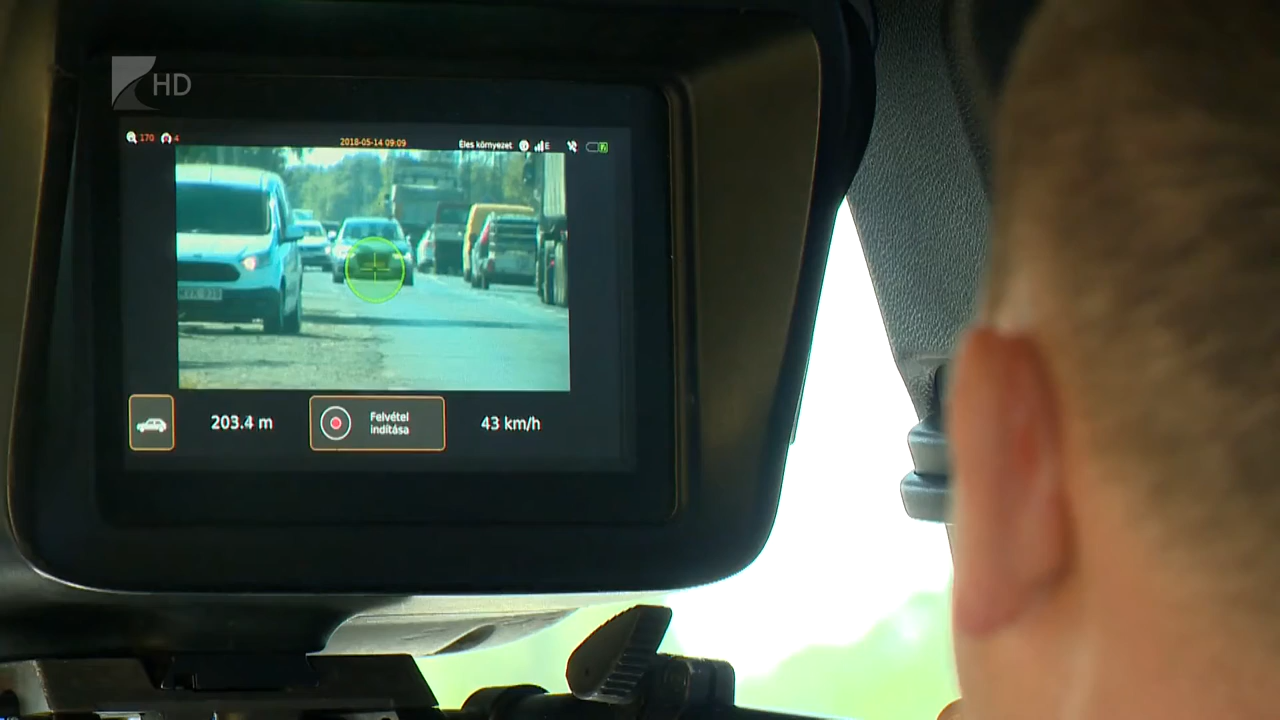 HD
170 4 2018-05-14 09:09 Éles környezet E
203.4 m
Felvétel
indítása
43 km/h